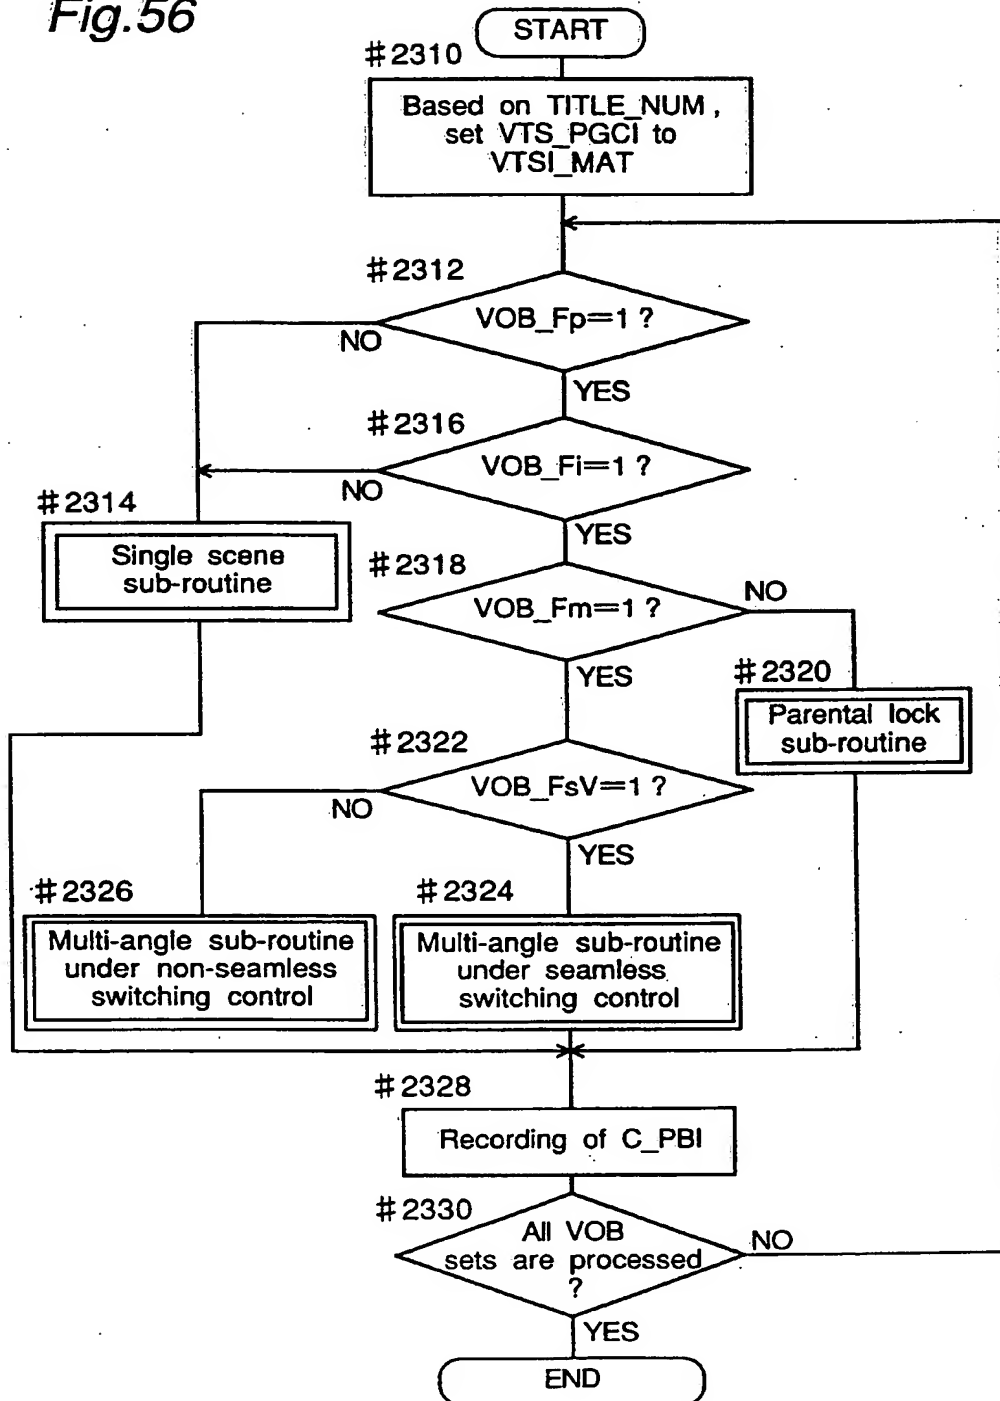 Fig.56
START
#2310
Based on TITLE_NUM,
set VTS_PGCI to
VTSI_MAT
#2312
VOB_Fp=1 ?
NO
YES
#2316
VOB_Fi=1 ?
NO
YES
#2314
Single scene
sub-routine
#2318
VOB_Fm=1 ?
NO
YES
#2320
Parental lock
sub-routine
#2322
VOB_FsV=1 ?
NO
YES
#2326
Multi-angle sub-routine
under non-seamless
switching control
#2324
Multi-angle sub-routine
under seamless
switching control
#2328
Recording of C_PBI
#2330
All VOB
sets are processed
?
NO
YES
END